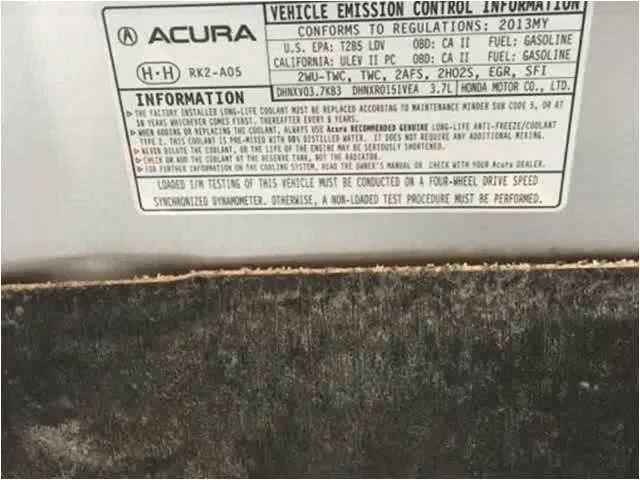 VEHICLE EMISSION CONTROL INFORMATION
ACURA
CONFORMS TO REGULATIONS: 2013MY
U.S. EPA: T2B5 LDV OBD: CA II FUEL: GASOLINE
CALIFORNIA: ULEV II PC OBD: CA II FUEL: GASOLINE
H·H RK2-A05
2WU-TWC, TWC, 2AFS, 2HO2S, EGR, SFI
DHNXV03.7KB3 DHNXR0151VEA 3.7L HONDA MOTOR CO., LTD.
INFORMATION
▷THE FACTORY INSTALLED LONG-LIFE COOLANT MUST BE REPLACED ACCORDING TO MAINTENANCE MINDER SUB CODE 5, OR AT
10 YEARS WHICHEVER COMES FIRST. THEREAFTER EVERY 5 YEARS.
▷WHEN ADDING OR REPLACING THE COOLANT, ALWAYS USE Acura RECOMMENDED GENUINE LONG-LIFE ANTI-FREEZE/COOLANT
TYPE 2. THIS COOLANT IS PRE-MIXED WITH 50% DISTILLED WATER. IT DOES NOT REQUIRE ANY ADDITIONAL MIXING.
▷NEVER DILUTE THE COOLANT, OR THE LIFE OF THE ENGINE MAY BE SERIOUSLY SHORTENED.
▷CHECK OR ADD THE COOLANT AT THE RESERVE TANK, NOT THE RADIATOR.
▷FOR FURTHER INFORMATION ON THE COOLING SYSTEM, READ THE OWNER'S MANUAL OR CHECK WITH YOUR Acura DEALER.
LOADED I/M TESTING OF THIS VEHICLE MUST BE CONDUCTED ON A FOUR-WHEEL DRIVE SPEED
SYNCHRONIZED DYNAMOMETER. OTHERWISE, A NON-LOADED TEST PROCEDURE MUST BE PERFORMED.